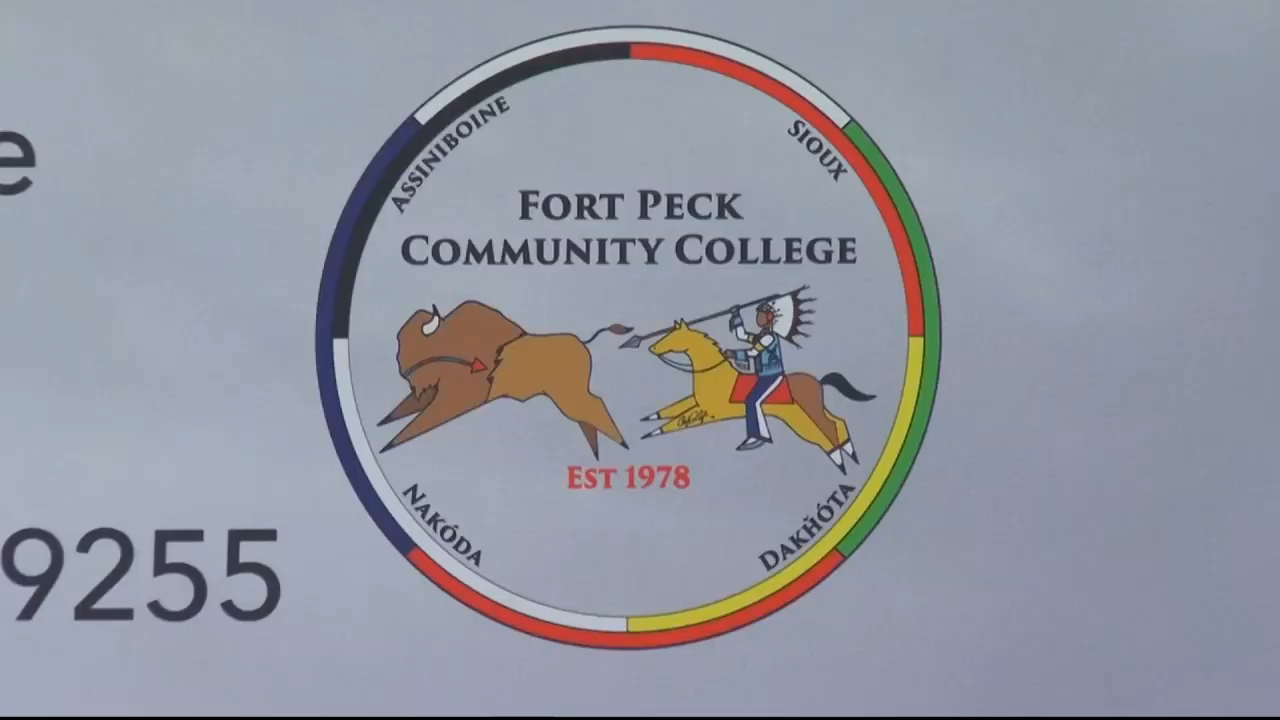 e
ASSINIBOINE
SIOUX
FORT PECK
COMMUNITY COLLEGE
EST 1978
NAKÓDA
DAKȞÓTA
9255